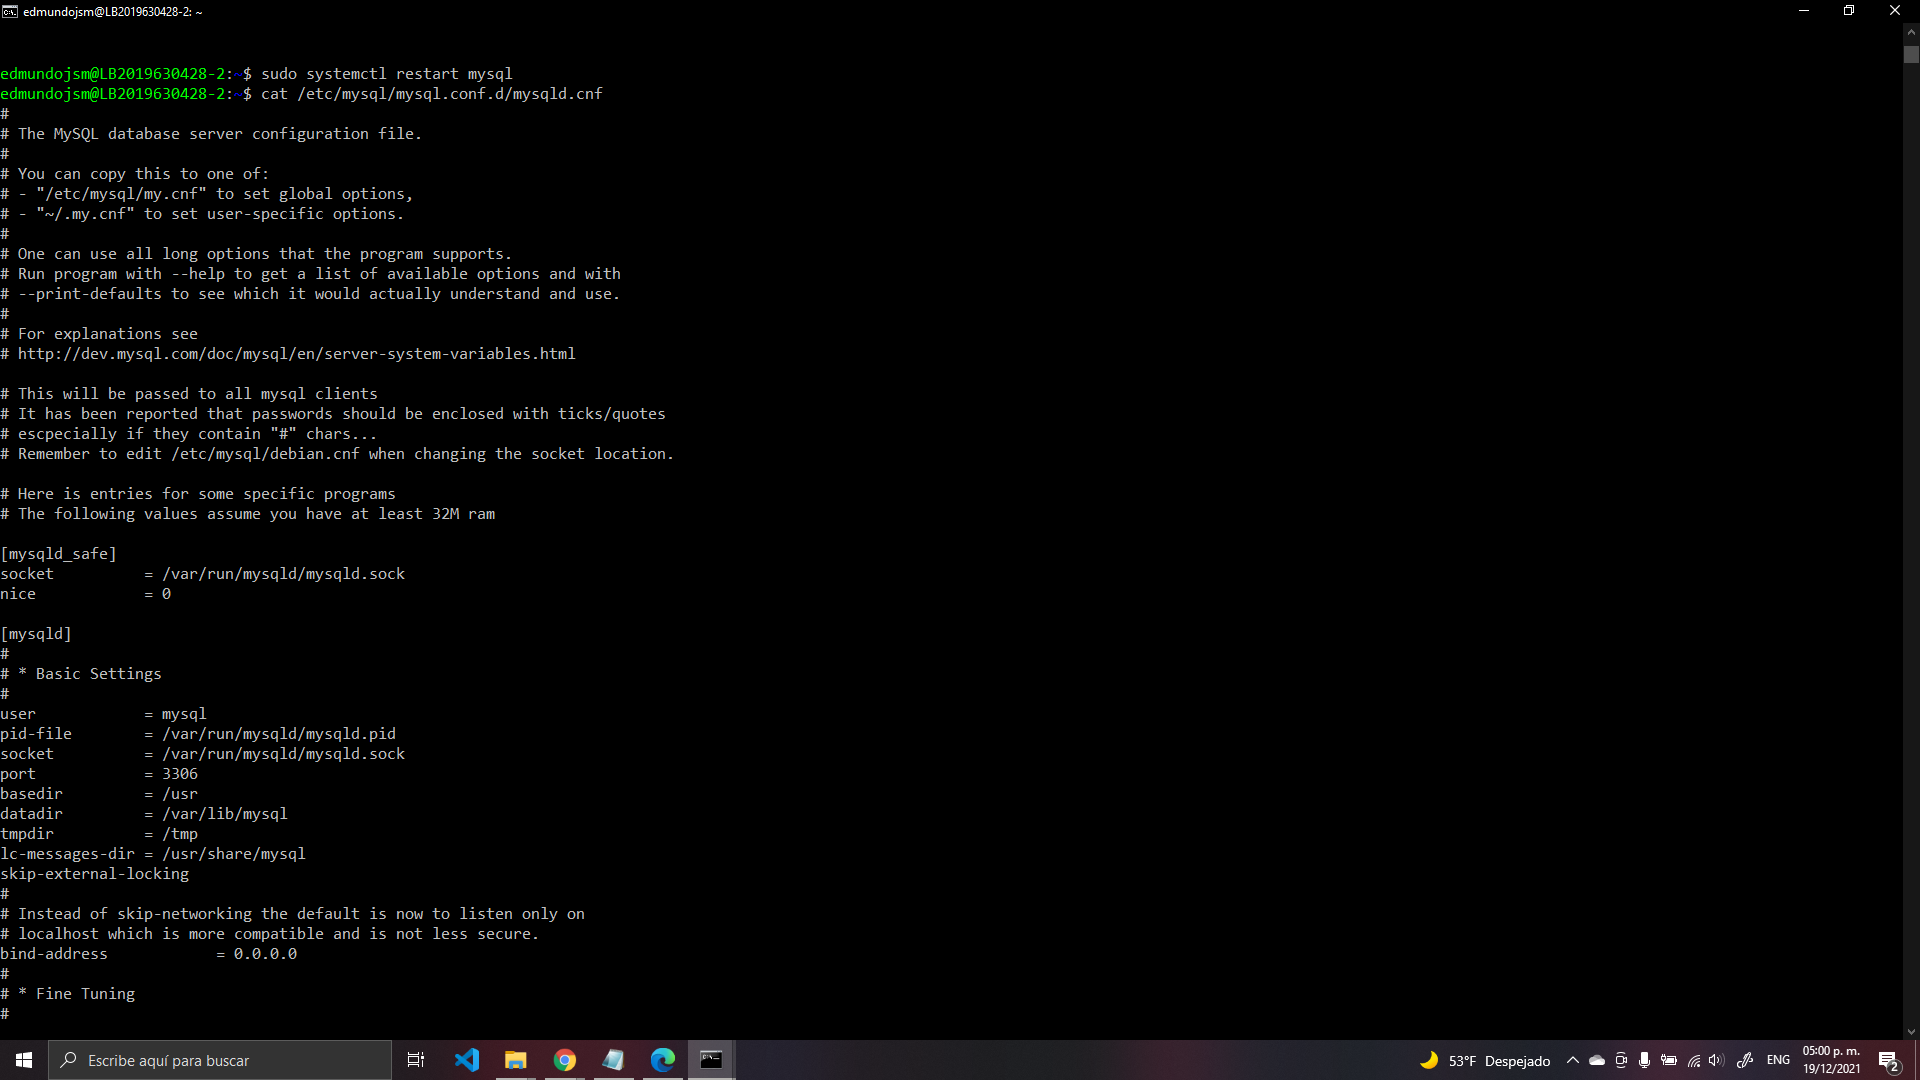 edmundojsm@LB2019630428-2: ~
edmundojsm@LB2019630428-2:~$ sudo systemctl restart mysql
edmundojsm@LB2019630428-2:~$ cat /etc/mysql/mysql.conf.d/mysqld.cnf
#
# The MySQL database server configuration file.
#
# You can copy this to one of:
# - "/etc/mysql/my.cnf" to set global options,
# - "~/.my.cnf" to set user-specific options.
#
# One can use all long options that the program supports.
# Run program with --help to get a list of available options and with
# --print-defaults to see which it would actually understand and use.
#
# For explanations see
# http://dev.mysql.com/doc/mysql/en/server-system-variables.html
# This will be passed to all mysql clients
# It has been reported that passwords should be enclosed with ticks/quotes
# escpecially if they contain "#" chars...
# Remember to edit /etc/mysql/debian.cnf when changing the socket location.
# Here is entries for some specific programs
# The following values assume you have at least 32M ram
[mysqld_safe]
socket          = /var/run/mysqld/mysqld.sock
nice            = 0
[mysqld]
#
# * Basic Settings
#
user            = mysql
pid-file        = /var/run/mysqld/mysqld.pid
socket          = /var/run/mysqld/mysqld.sock
port            = 3306
basedir         = /usr
datadir         = /var/lib/mysql
tmpdir          = /tmp
lc-messages-dir = /usr/share/mysql
skip-external-locking
#
# Instead of skip-networking the default is now to listen only on
# localhost which is more compatible and is not less secure.
bind-address            = 0.0.0.0
#
# * Fine Tuning
#
Escribe aquí para buscar
53°F Despejado
ENG
05:00 p. m.
19/12/2021
2